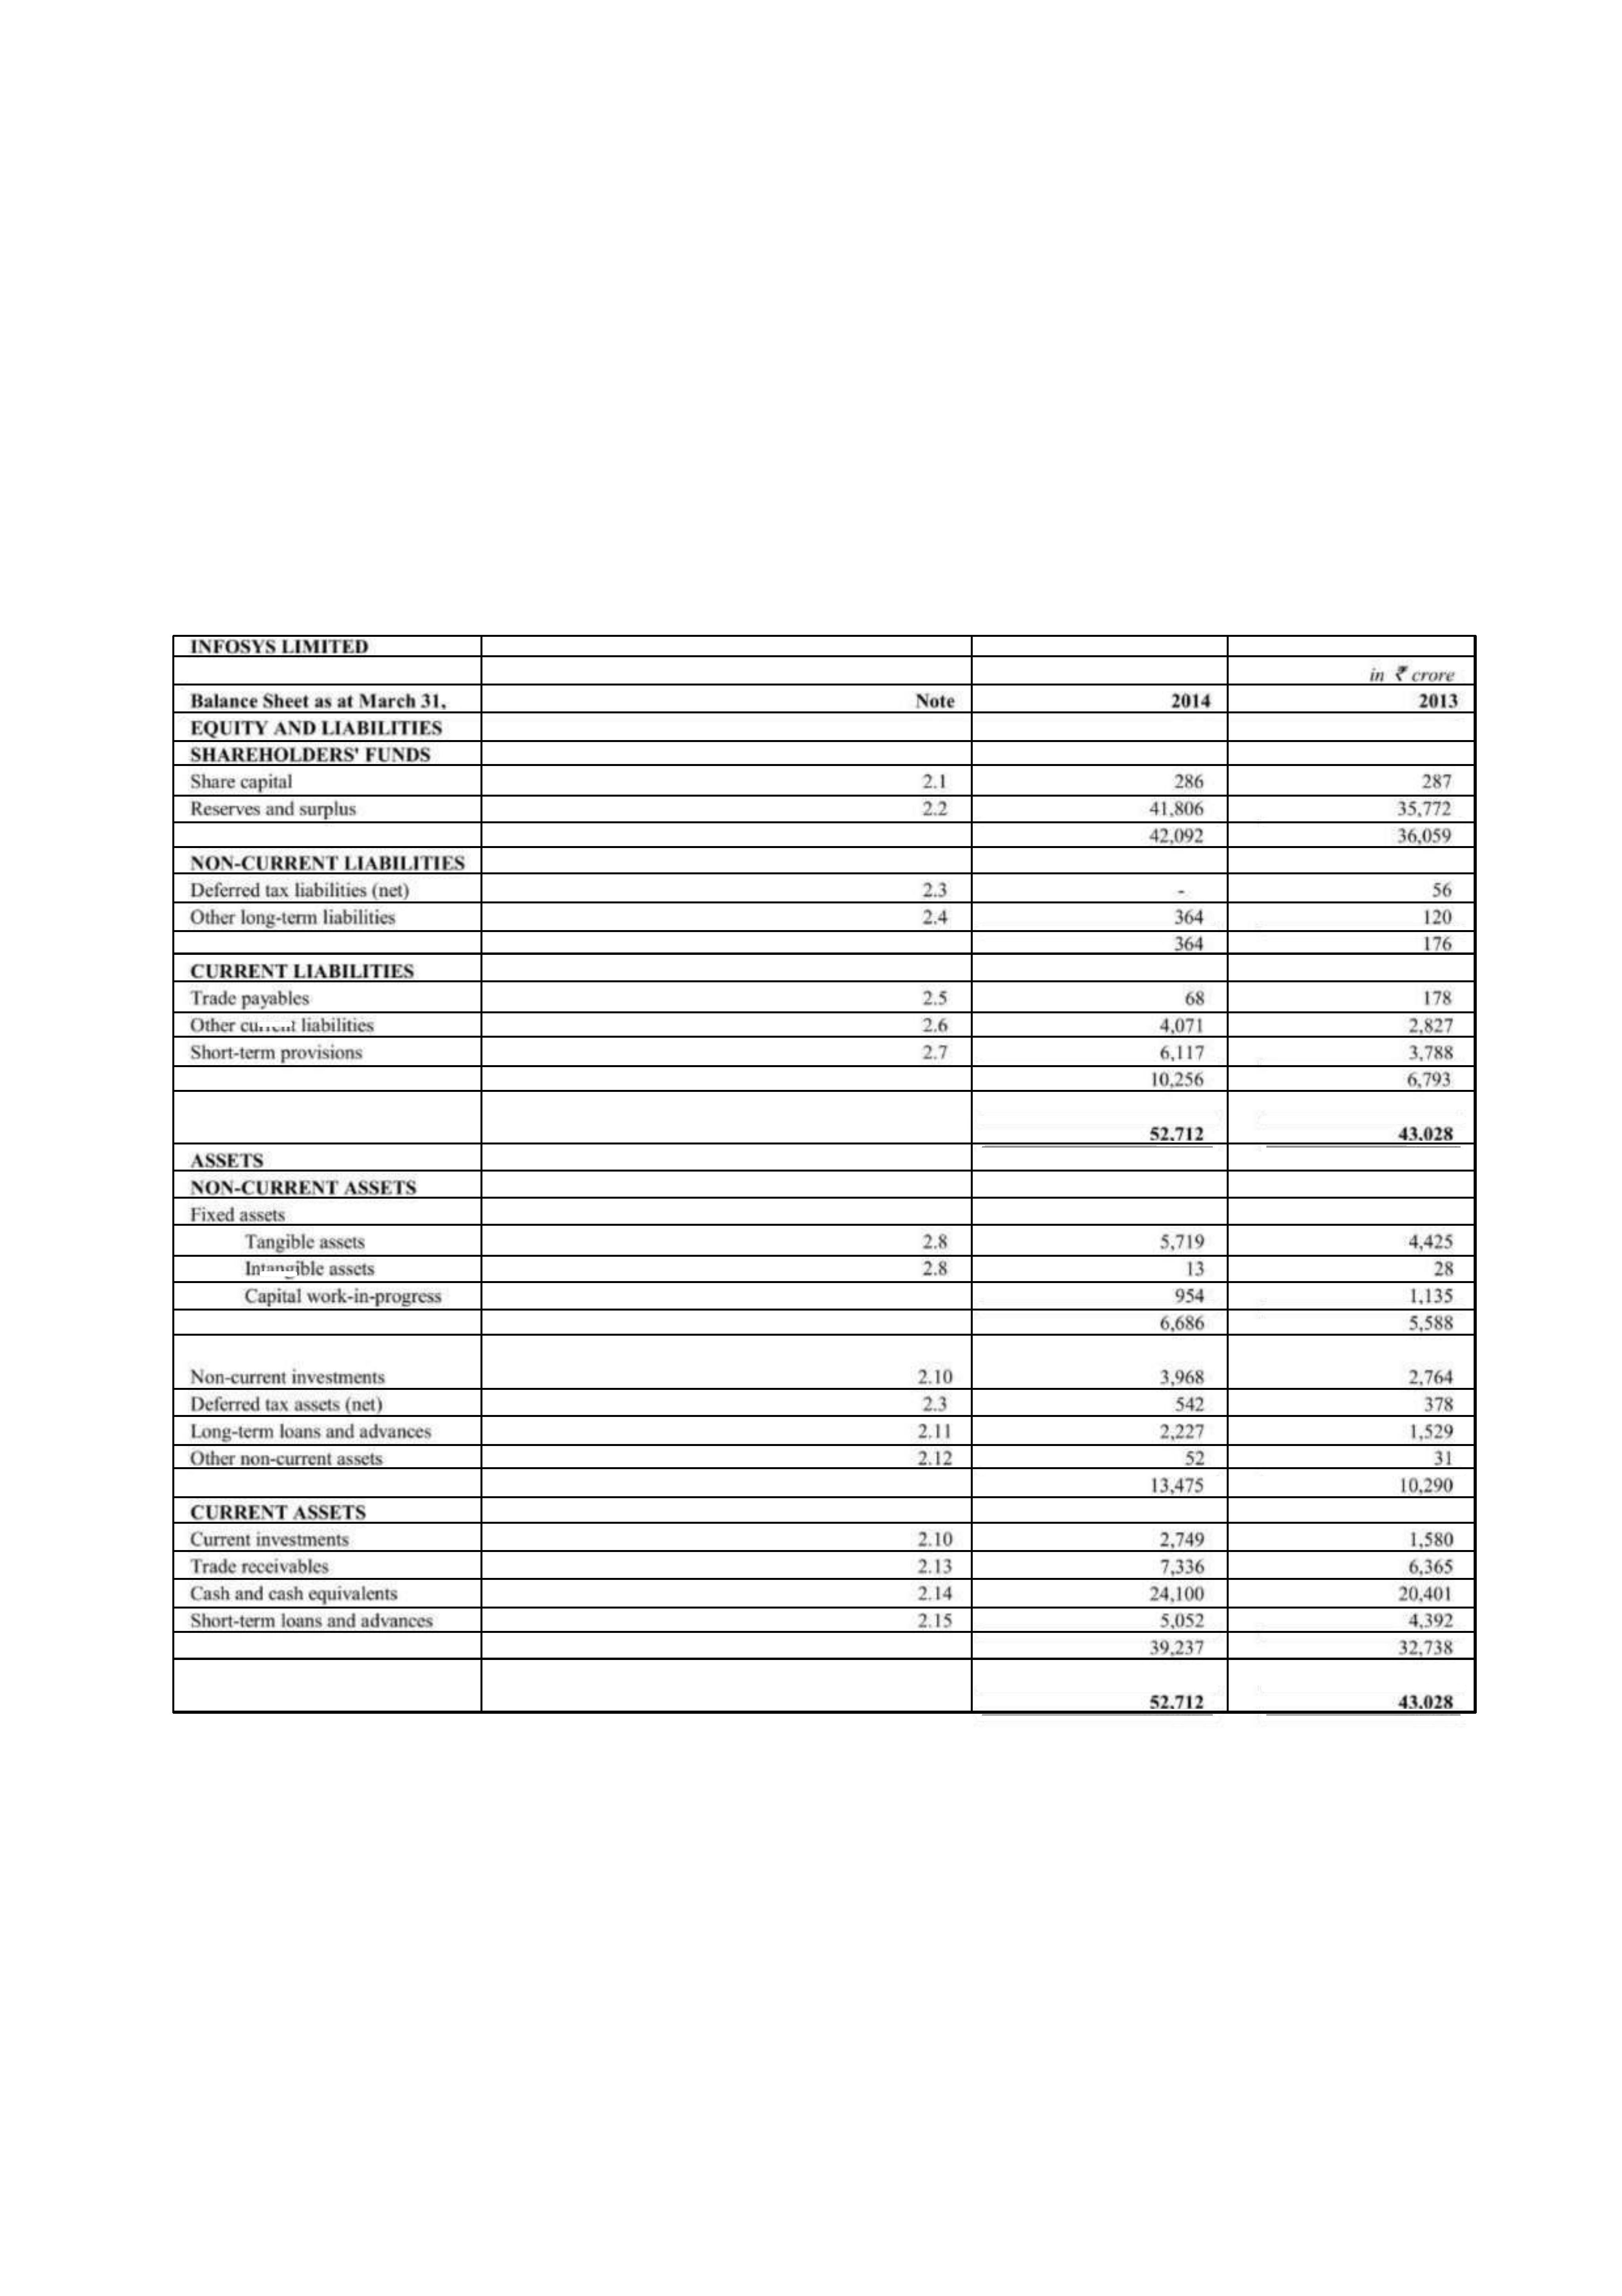 INFOSYS LIMITED
in ₹ crore
Balance Sheet as at March 31, Note 2014 2013
EQUITY AND LIABILITIES
SHAREHOLDERS' FUNDS
Share capital 2.1 286 287
Reserves and surplus 2.2 41,806 35,772
42,092 36,059
NON-CURRENT LIABILITIES
Deferred tax liabilities (net) 2.3 - 56
Other long-term liabilities 2.4 364 120
364 176
CURRENT LIABILITIES
Trade payables 2.5 68 178
Other current liabilities 2.6 4,071 2,827
Short-term provisions 2.7 6,117 3,788
10,256 6,793
52.712 43.028
ASSETS
NON-CURRENT ASSETS
Fixed assets
Tangible assets 2.8 5,719 4,425
Intangible assets 2.8 13 28
Capital work-in-progress 954 1,135
6,686 5,588
Non-current investments 2.10 3,968 2,764
Deferred tax assets (net) 2.3 542 378
Long-term loans and advances 2.11 2,227 1,529
Other non-current assets 2.12 52 31
13,475 10,290
CURRENT ASSETS
Current investments 2.10 2,749 1,580
Trade receivables 2.13 7,336 6,365
Cash and cash equivalents 2.14 24,100 20,401
Short-term loans and advances 2.15 5,052 4,392
39,237 32,738
52.712 43.028